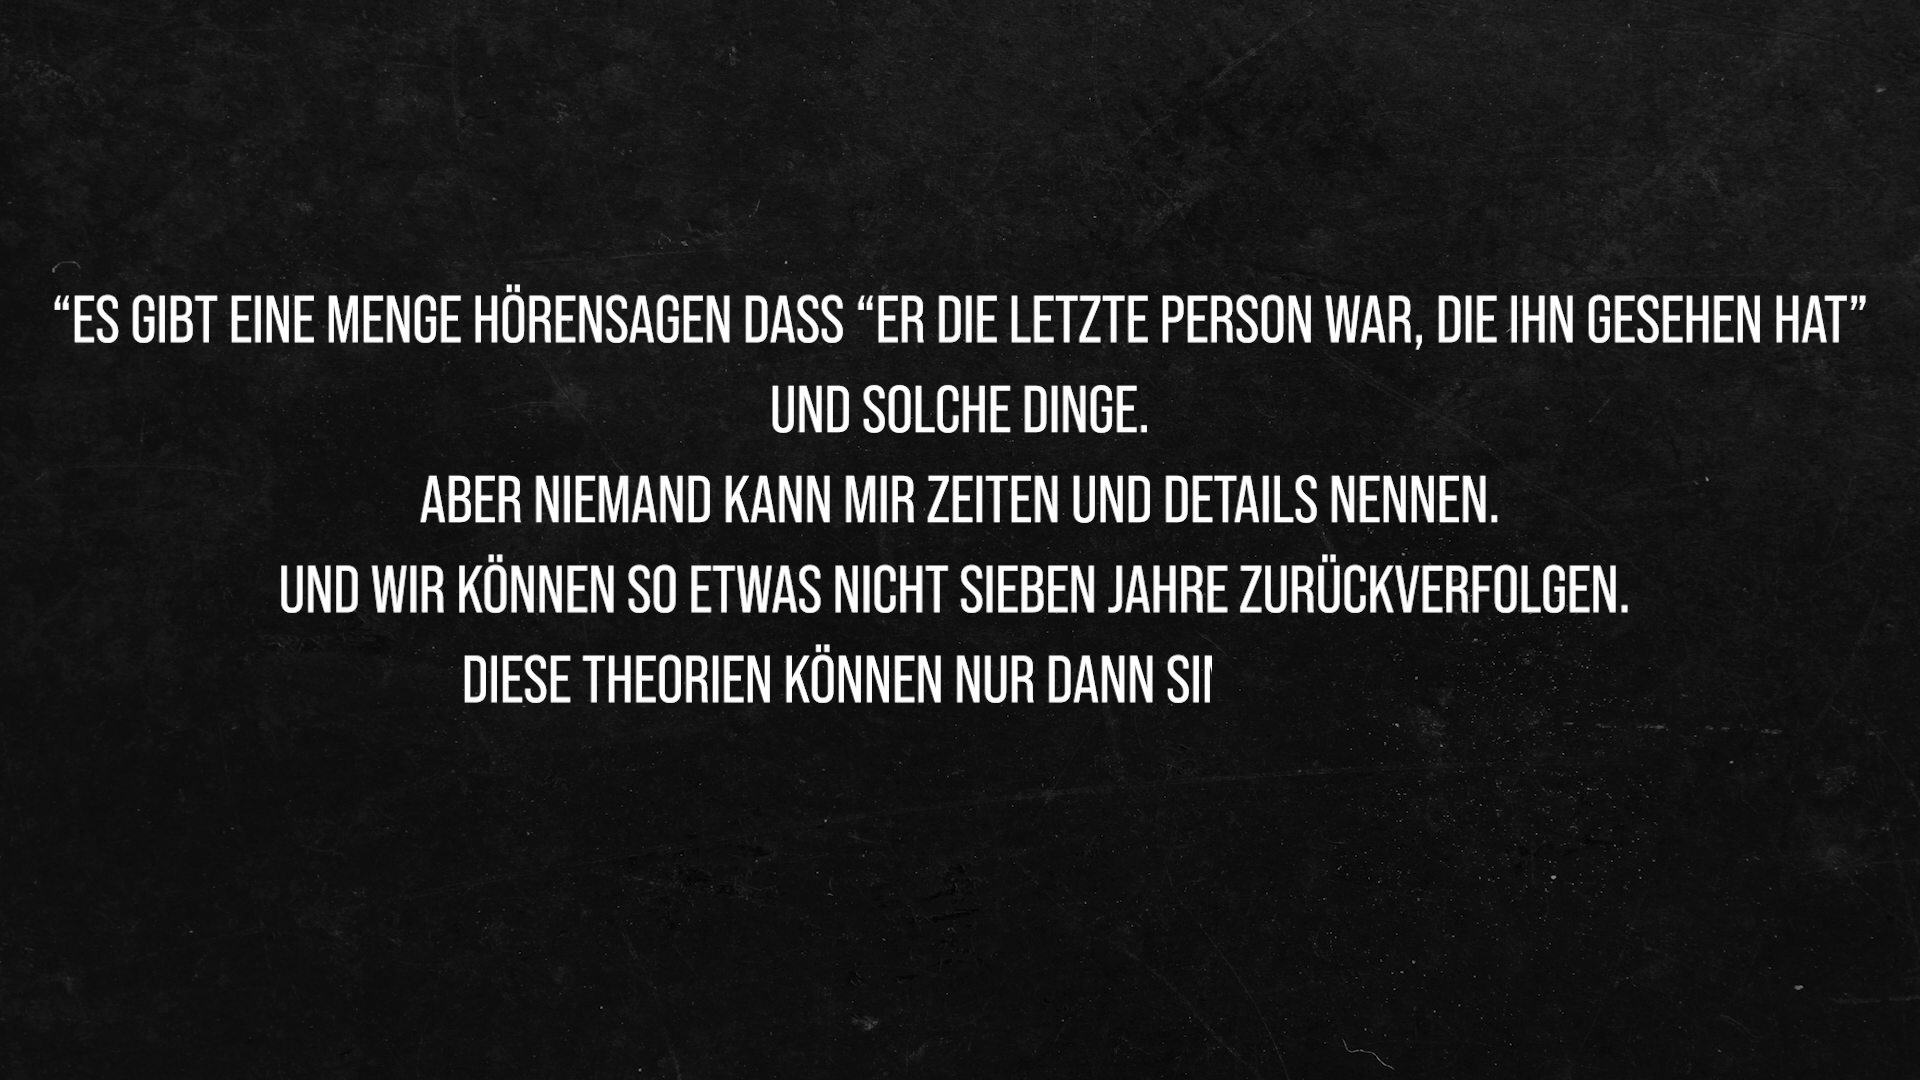 “ES GIBT EINE MENGE HÖRENSAGEN DASS “ER DIE LETZTE PERSON WAR, DIE IHN GESEHEN HAT”
UND SOLCHE DINGE.
ABER NIEMAND KANN MIR ZEITEN UND DETAILS NENNEN.
UND WIR KÖNNEN SO ETWAS NICHT SIEBEN JAHRE ZURÜCKVERFOLGEN.
DIESE THEORIEN KÖNNEN NUR DANN